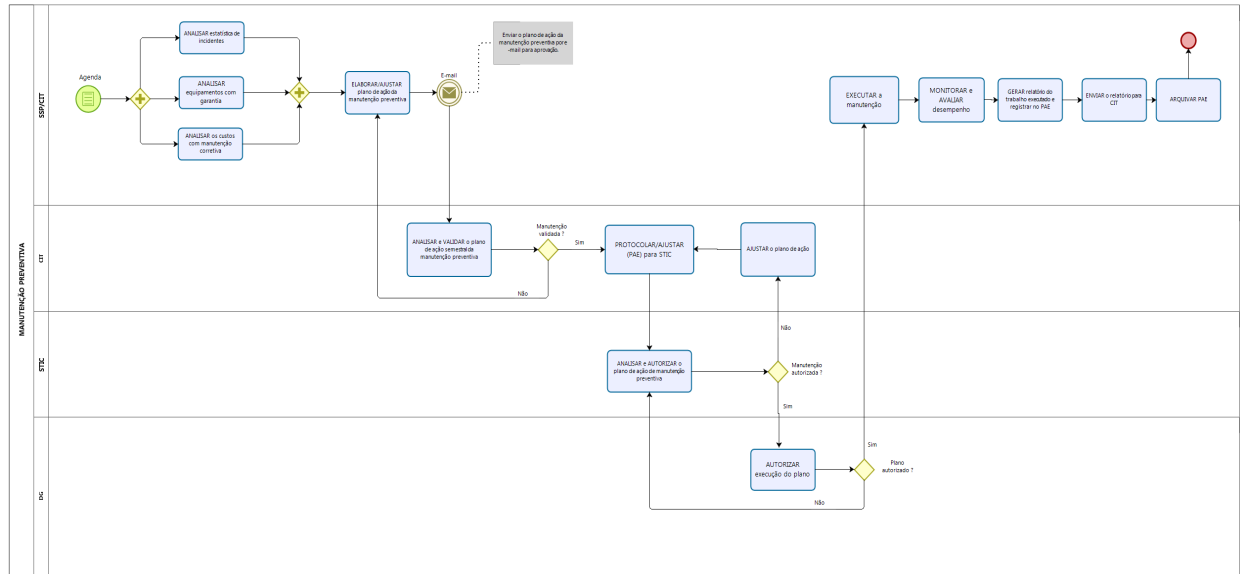 MANUTENÇÃO PREVENTIVA
SSP/CIT
Agenda
ANALISAR estatística de
incidentes
ANALISAR
equipamentos com
garantia
ANALISAR os custos
com manutenção
corretiva
ELABORAR/AJUSTAR
plano de ação da
manutenção preventiva
E-mail
Enviar o plano de ação da
manutenção preventiva por e
-mail para aprovação.
EXECUTAR a
manutenção
MONITORAR e
AVALIAR
desempenho
GERAR relatório do
trabalho executado e
registrar no PAE
ENVIAR o relatório para
CIT
ARQUIVAR PAE
CIT
ANALISAR e VALIDAR o plano
de ação semestral da
manutenção preventiva
Manutenção
validada ?
Sim
Não
PROTOCOLAR/AJUSTAR
(PAE) para STIC
AJUSTAR o plano de ação
STIC
ANALISAR e AUTORIZAR o
plano de ação de manutenção
preventiva
Não
Manutenção
autorizada ?
Sim
DG
AUTORIZAR
execução do plano
Sim
Plano
autorizado ?
Não